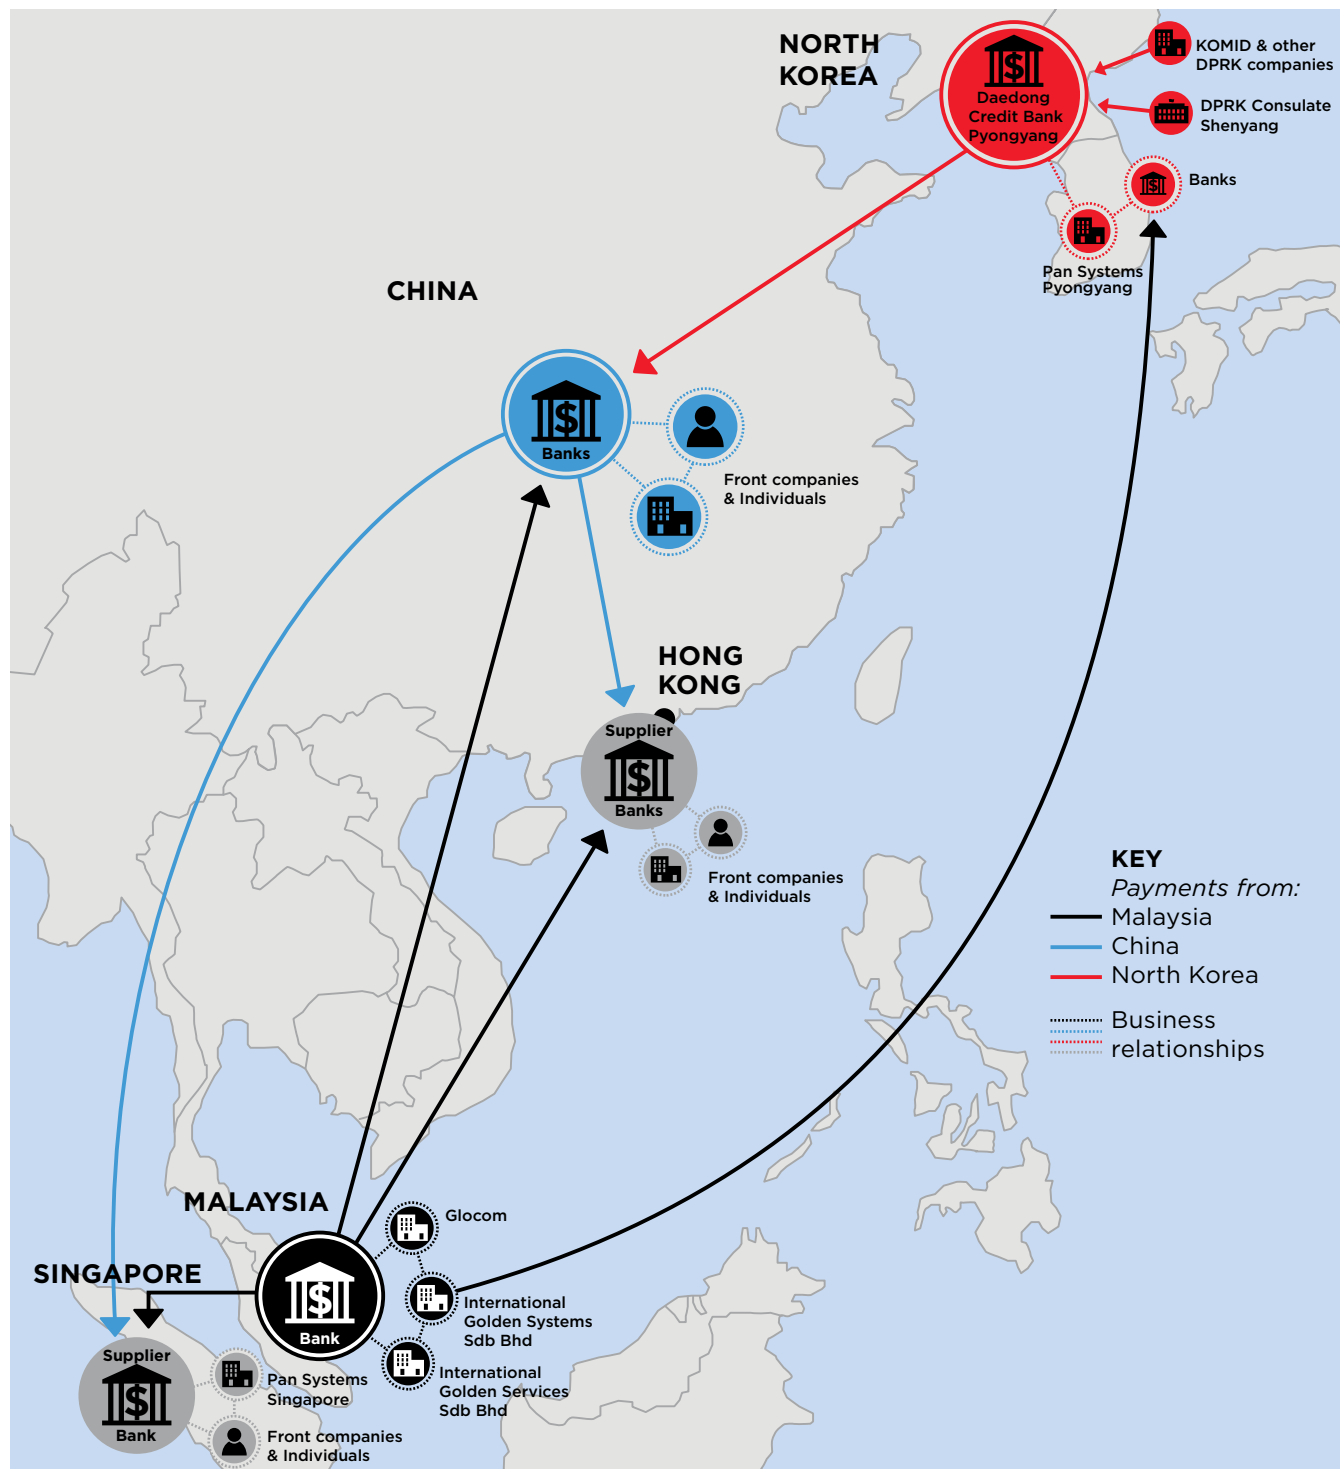 NORTH
KOREA
Daedong
Credit Bank
Pyongyang
KOMID & other
DPRK companies
DPRK Consulate
Shenyang
Banks
Pan Systems
Pyongyang
CHINA
Banks
Front companies
& Individuals
HONG
KONG
Supplier
Banks
Front companies
& Individuals
KEY
Payments from:
Malaysia
China
North Korea
Business
relationships
MALAYSIA
Glocom
Bank
International
Golden Systems
Sdb Bhd
International
Golden Services
Sdb Bhd
SINGAPORE
Supplier
Bank
Pan Systems
Singapore
Front companies
& Individuals